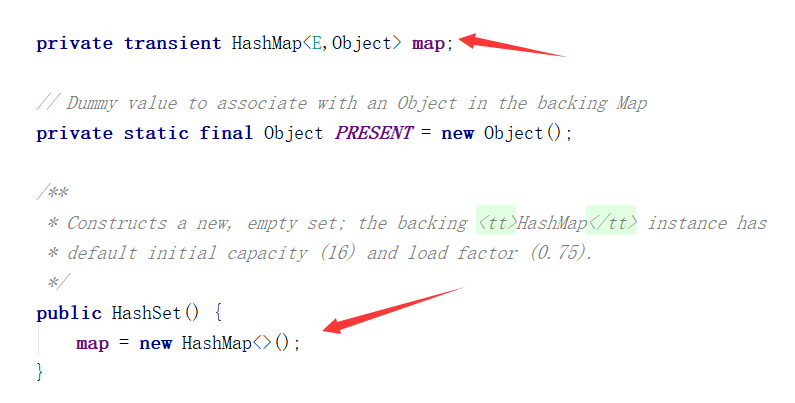 private transient HashMap<E,Object> map;
// Dummy value to associate with an Object in the backing Map
private static final Object PRESENT = new Object();
/**
* Constructs a new, empty set; the backing <tt>HashMap</tt> instance has
* default initial capacity (16) and load factor (0.75).
*/
public HashSet() {
map = new HashMap<>();
}